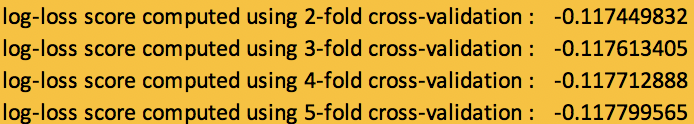 log-loss score computed using 2-fold cross-validation : -0.117449832
log-loss score computed using 3-fold cross-validation : -0.117613405
log-loss score computed using 4-fold cross-validation : -0.117712888
log-loss score computed using 5-fold cross-validation : -0.117799565